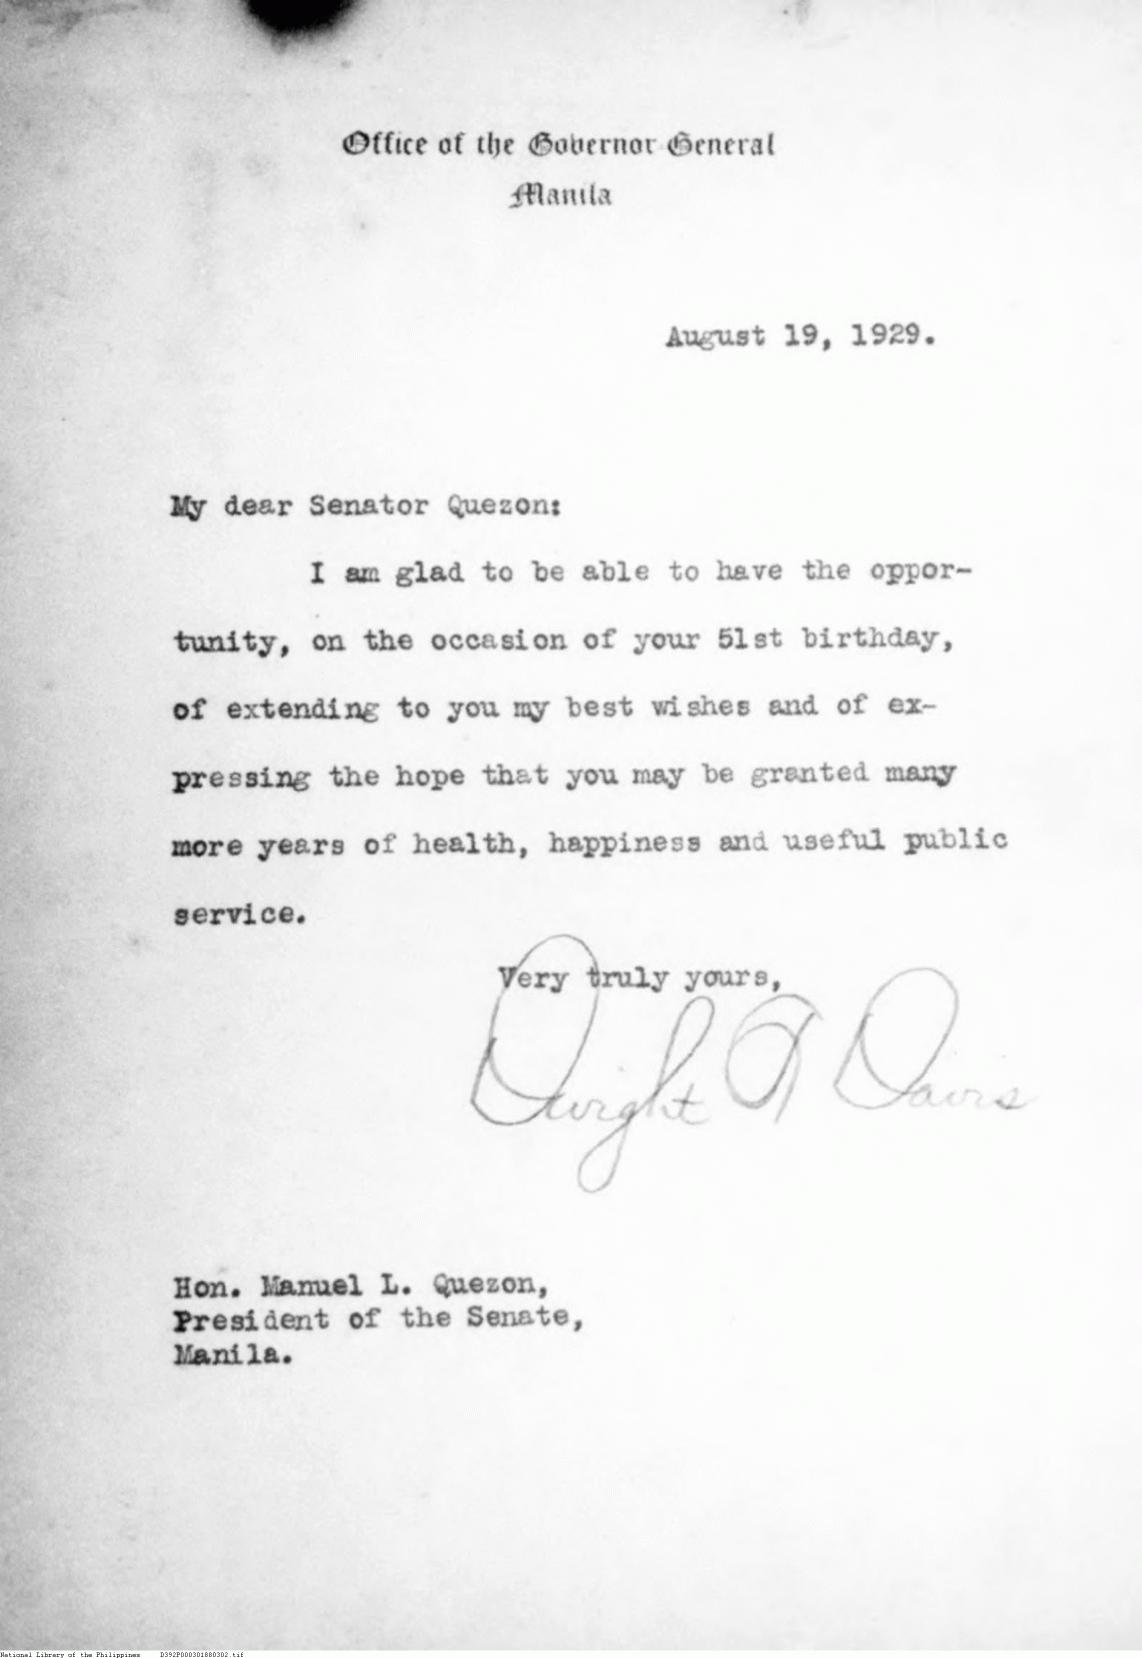 Office of the Governor General
Manila
August 19, 1929.
My dear Senator Quezon:
I am glad to be able to have the oppor-
tunity, on the occasion of your 51st birthday,
of extending to you my best wishes and of ex-
pressing the hope that you may be granted many
more years of health, happiness and useful public
service.
Very truly yours,
Dwight F Davis
Hon. Manuel L. Quezon,
President of the Senate,
Manila.
National Library of the Philippines D392P000301880302.tif